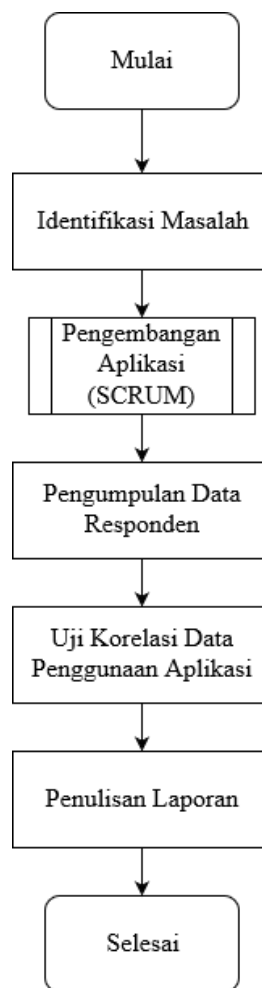 Mulai
Identifikasi Masalah
Pengembangan
Aplikasi
(SCRUM)
Pengumpulan Data
Responden
Uji Korelasi Data
Penggunaan Aplikasi
Penulisan Laporan
Selesai